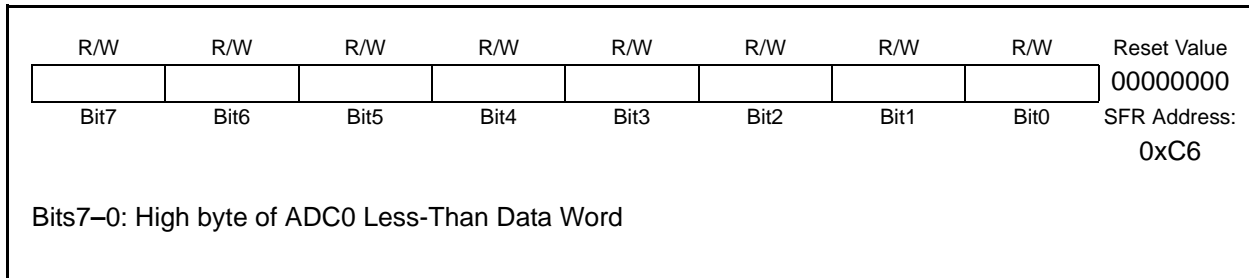 R/W R/W R/W R/W R/W R/W R/W R/W Reset Value
00000000
Bit7 Bit6 Bit5 Bit4 Bit3 Bit2 Bit1 Bit0 SFR Address:
0xC6
Bits7–0: High byte of ADC0 Less-Than Data Word